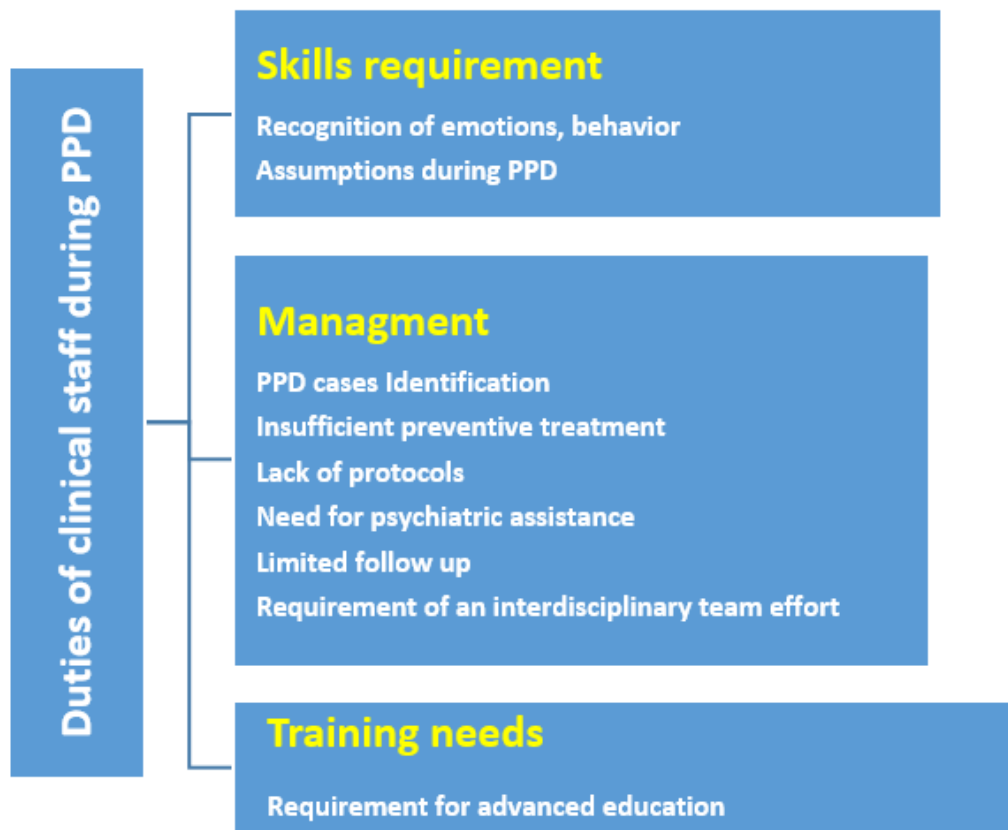 Duties of clinical staff during PPD
Skills requirement
Recognition of emotions, behavior
Assumptions during PPD
Managment
PPD cases Identification
Insufficient preventive treatment
Lack of protocols
Need for psychiatric assistance
Limited follow up
Requirement of an interdisciplinary team effort
Training needs
Requirement for advanced education